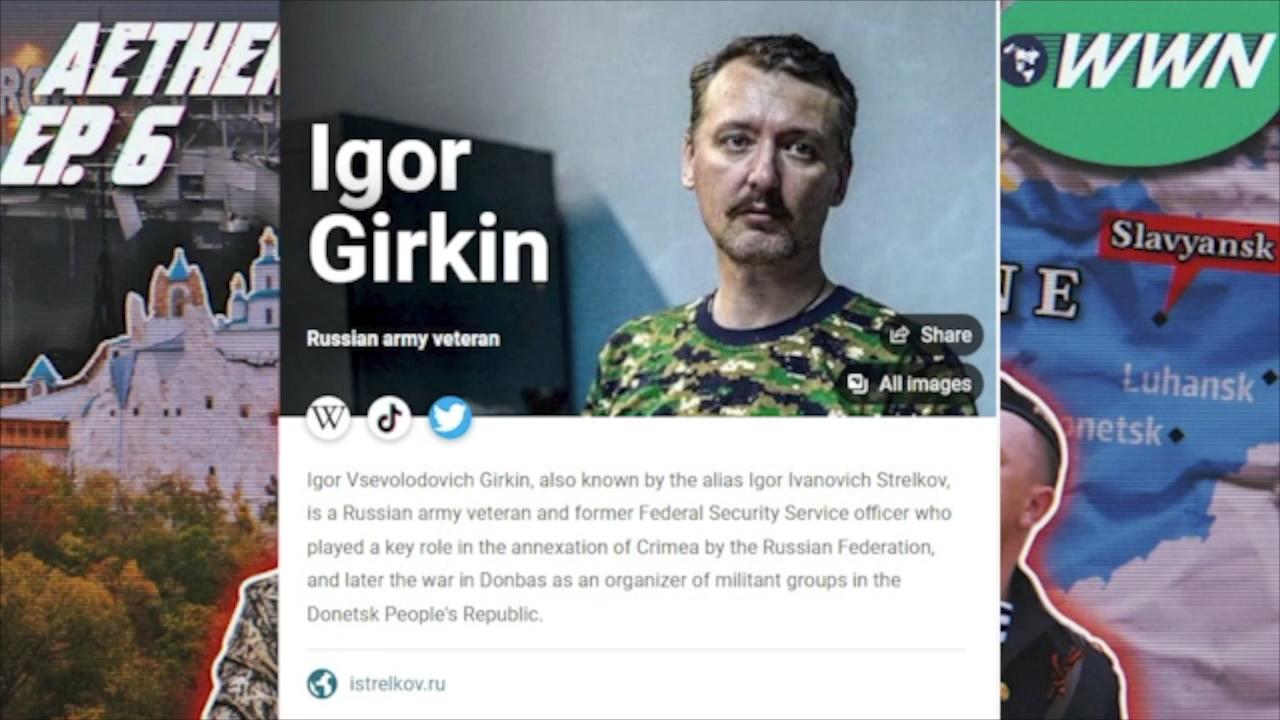 AETHER
EP. 6
WWN
Igor
Girkin
Russian army veteran
Share
All images
W
Igor Vsevolodovich Girkin, also known by the alias Igor Ivanovich Strelkov,
is a Russian army veteran and former Federal Security Service officer who
played a key role in the annexation of Crimea by the Russian Federation,
and later the war in Donbas as an organizer of militant groups in the
Donetsk People's Republic.
istrelkov.ru
Slavyansk
NE
Luhansk
onetsk